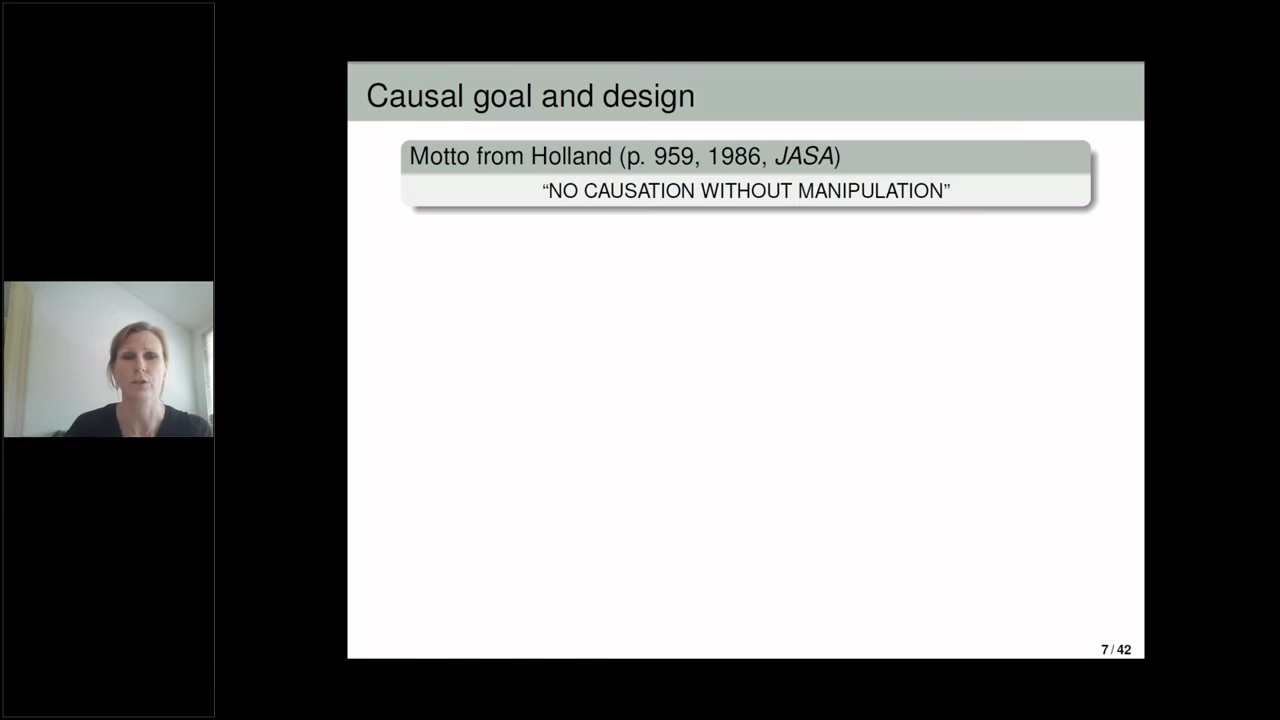 Causal goal and design
Motto from Holland (p. 959, 1986, JASA)
“NO CAUSATION WITHOUT MANIPULATION”
7 / 42